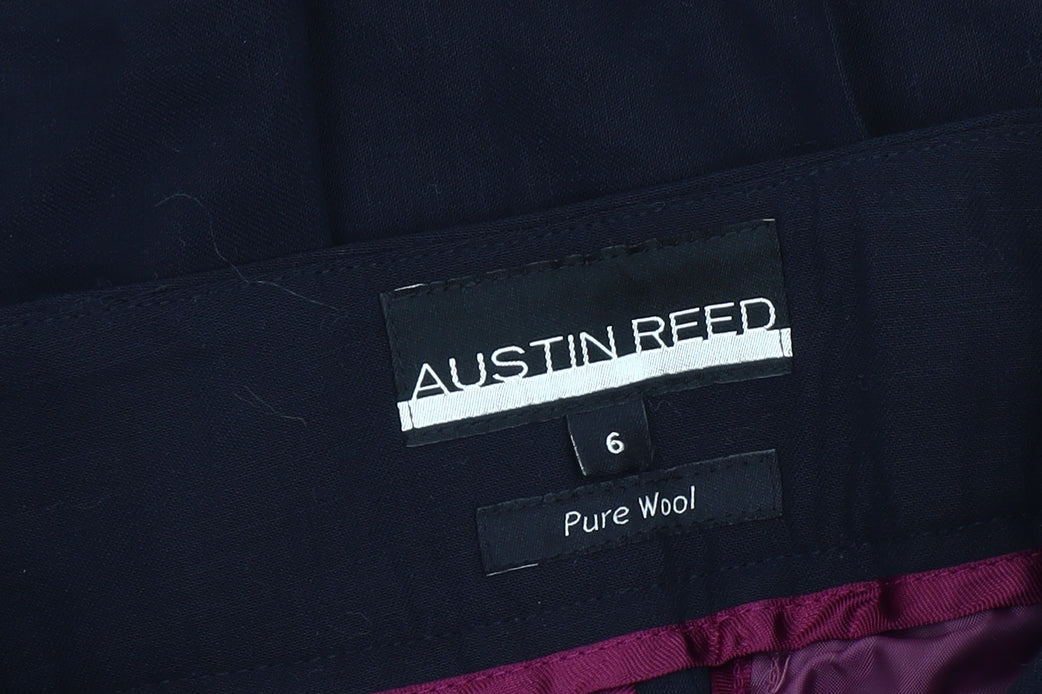 AUSTIN REED
6
Pure Wool